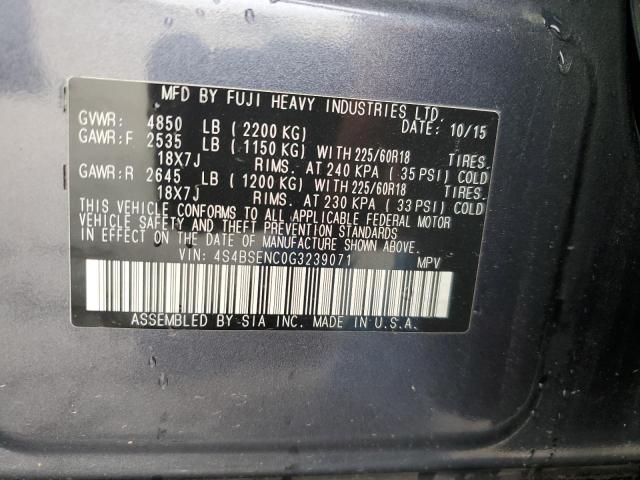 MFD BY FUJI HEAVY INDUSTRIES LTD.
GVWR: 4850 LB (2200 KG) DATE: 10/15
GAWR:F 2535 LB (1150 KG) WITH 225/60R18 TIRES.
18X7J RIMS. AT 240 KPA (35 PSI) COLD
GAWR:R 2645 LB (1200 KG) WITH 225/60R18 TIRES.
18X7J RIMS. AT 230 KPA (33 PSI) COLD
THIS VEHICLE CONFORMS TO ALL APPLICABLE FEDERAL MOTOR
VEHICLE SAFETY AND THEFT PREVENTION STANDARDS
IN EFFECT ON THE DATE OF MANUFACTURE SHOWN ABOVE.
VIN: 4S4BSENC0G3239071 MPV
ASSEMBLED BY SIA INC. MADE IN U.S.A.